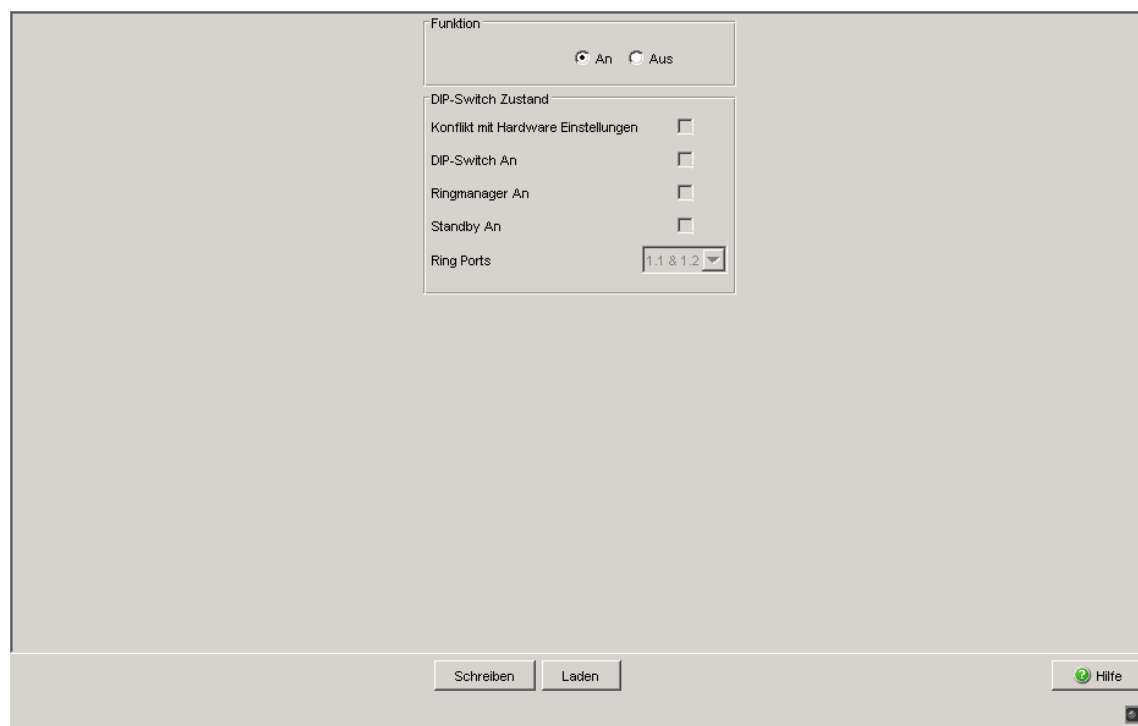 Funktion
An Aus
DIP-Switch Zustand
Konflikt mit Hardware Einstellungen
DIP-Switch An
Ringmanager An
Standby An
Ring Ports 1.1 & 1.2
Schreiben Laden Hilfe